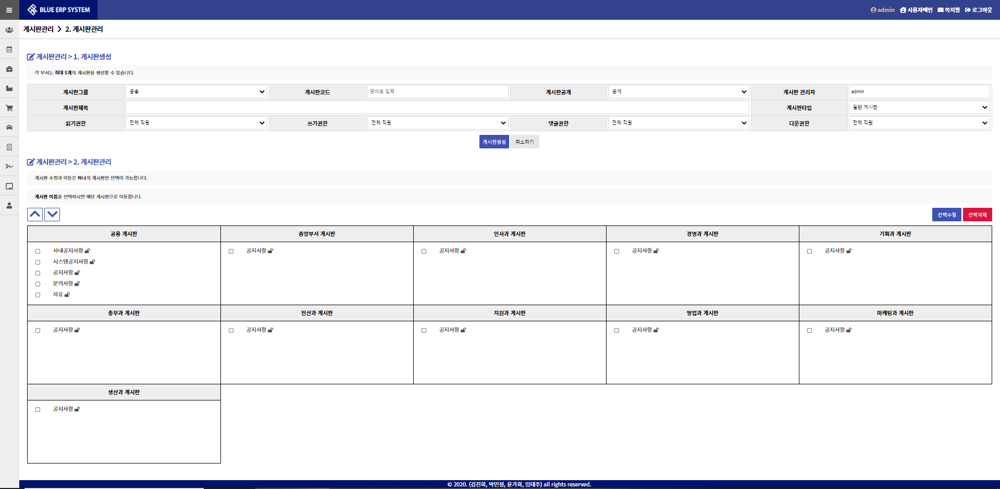 BLUE ERP SYSTEM
admin 사용자메인 쪽지함 로그아웃
게시판관리 > 2. 게시판관리
게시판관리 > 1. 게시판생성
각 부서는 최대 5개의 게시판을 생성할 수 있습니다.
게시판그룹 공용 게시판코드 영어로 입력 게시판공개 공개 게시판 관리자 admin
게시판제목 게시판타입 일반 게시판
읽기권한 전체 직원 쓰기권한 전체 직원 댓글권한 전체 직원 다운권한 전체 직원
게시판생성 취소하기
게시판관리 > 2. 게시판관리
게시판 수정과 이동은 하나의 게시판만 선택이 가능합니다.
게시판 이름을 선택하시면 해당 게시판으로 이동합니다.
선택수정 선택삭제
공용 게시판 중앙부서 게시판 인사과 게시판 경영과 게시판 기획과 게시판
사내공지사항 공지사항 공지사항 공지사항 공지사항
시스템공지사항
공지사항
문의사항
자유
총무과 게시판 전산과 게시판 지원과 게시판 영업과 게시판 마케팅과 게시판
공지사항 공지사항 공지사항 공지사항 공지사항
생산과 게시판
공지사항
© 2020. (김진희, 박민정, 윤가희, 임태주) all rights reserved.